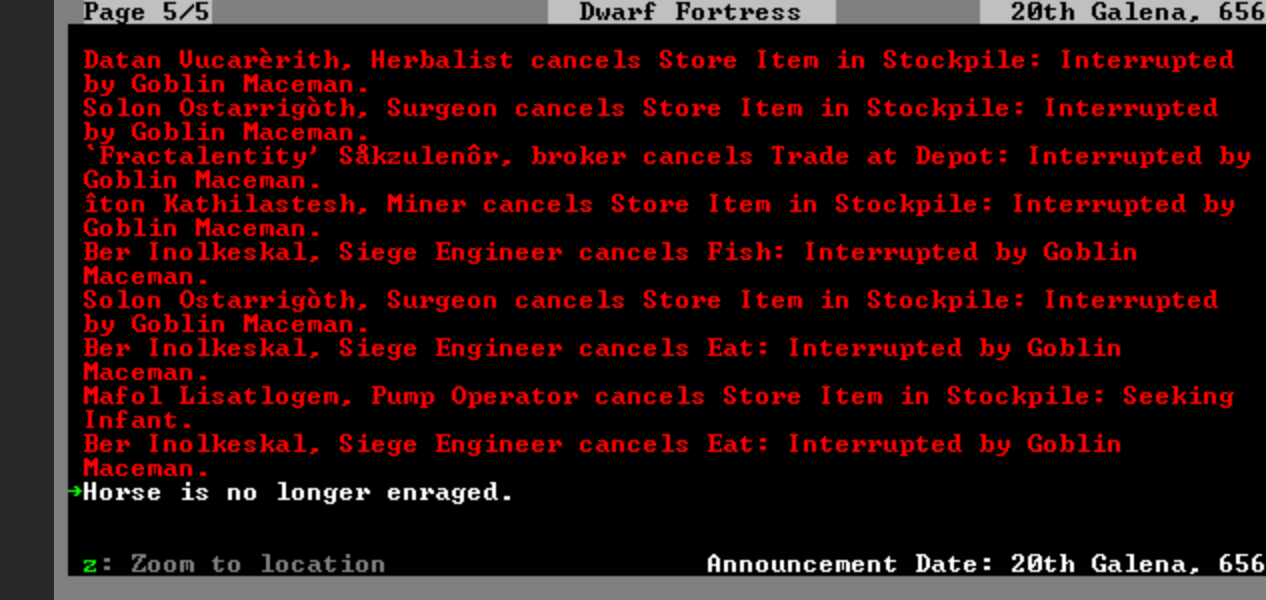 Page 5/5 Dwarf Fortress 20th Galena, 656
Datan Vucarèrith, Herbalist cancels Store Item in Stockpile: Interrupted
by Goblin Maceman.
Solon Ostarrigòth, Surgeon cancels Store Item in Stockpile: Interrupted
by Goblin Maceman.
`Fractalentity' Såkzulenôr, broker cancels Trade at Depot: Interrupted by
Goblin Maceman.
îton Kathilastesh, Miner cancels Store Item in Stockpile: Interrupted by
Goblin Maceman.
Ber Inolkeskal, Siege Engineer cancels Fish: Interrupted by Goblin
Maceman.
Solon Ostarrigòth, Surgeon cancels Store Item in Stockpile: Interrupted
by Goblin Maceman.
Ber Inolkeskal, Siege Engineer cancels Eat: Interrupted by Goblin
Maceman.
Mafol Lisatlogem, Pump Operator cancels Store Item in Stockpile: Seeking
Infant.
Ber Inolkeskal, Siege Engineer cancels Eat: Interrupted by Goblin
Maceman.
→Horse is no longer enraged.
z: Zoom to location Announcement Date: 20th Galena, 656